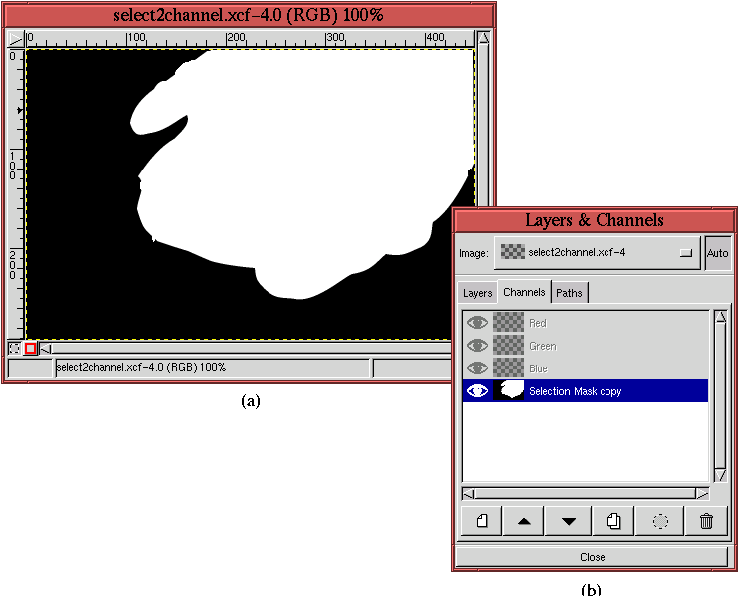 select2channel.xcf-4.0 (RGB) 100%
0 100 200 300 400
0
100
200
select2channel.xcf-4.0 (RGB) 100%
(a)
Layers & Channels
Image: select2channel.xcf-4 Auto
Layers Channels Paths
Red
Green
Blue
Selection Mask copy
Close
(b)